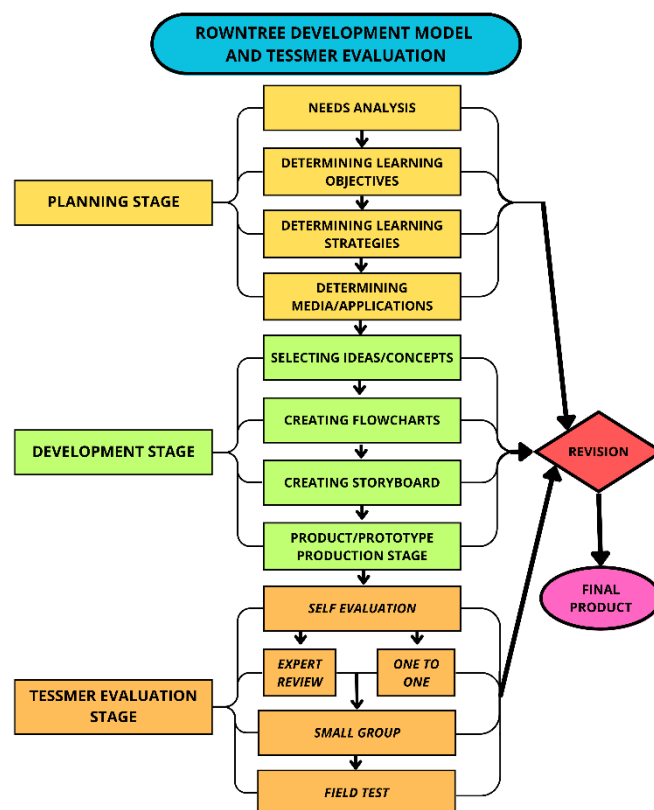 ROWNTREE DEVELOPMENT MODEL
AND TESSMER EVALUATION
PLANNING STAGE
NEEDS ANALYSIS
DETERMINING LEARNING
OBJECTIVES
DETERMINING LEARNING
STRATEGIES
DETERMINING
MEDIA/APPLICATIONS
DEVELOPMENT STAGE
SELECTING IDEAS/CONCEPTS
CREATING FLOWCHARTS
CREATING STORYBOARD
PRODUCT/PROTOTYPE
PRODUCTION STAGE
TESSMER EVALUATION
STAGE
SELF EVALUATION
EXPERT
REVIEW
ONE TO
ONE
SMALL GROUP
FIELD TEST
REVISION
FINAL
PRODUCT